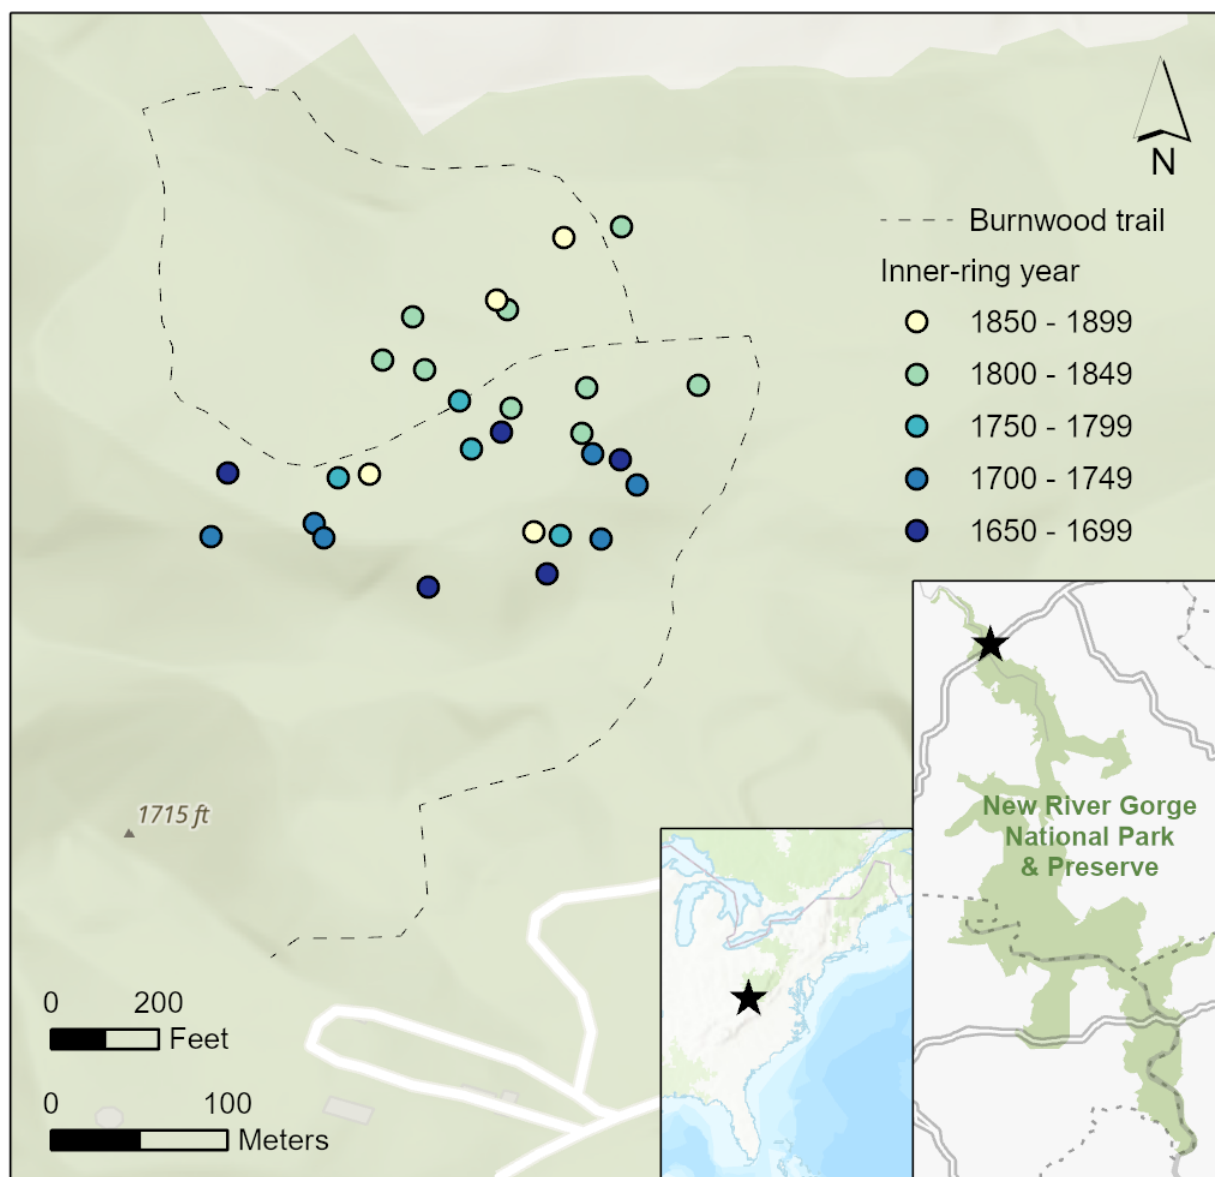 N
Burnwood trail
Inner-ring year
1850 - 1899
1800 - 1849
1750 - 1799
1700 - 1749
1650 - 1699
1715 ft
New River Gorge
National Park
& Preserve
0 200
Feet
0 100
Meters